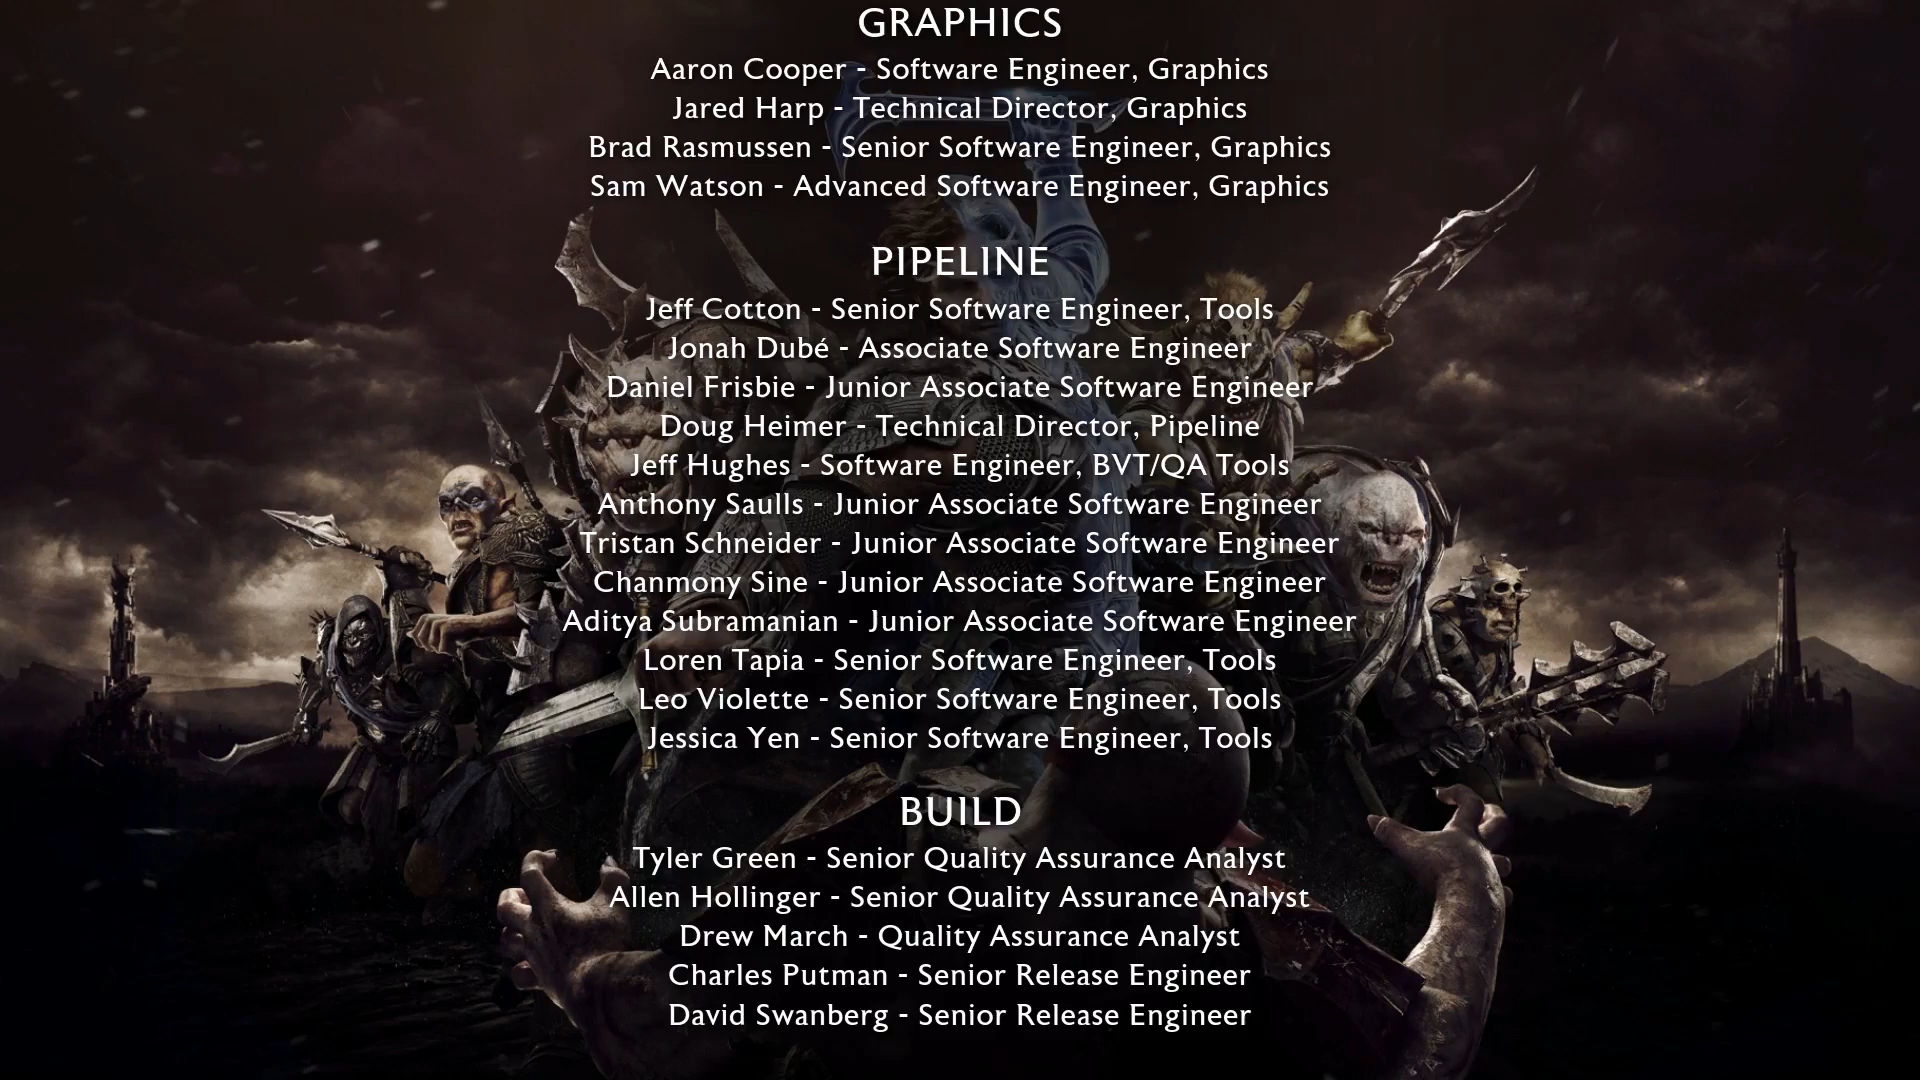 GRAPHICS
Aaron Cooper - Software Engineer, Graphics
Jared Harp - Technical Director, Graphics
Brad Rasmussen - Senior Software Engineer, Graphics
Sam Watson - Advanced Software Engineer, Graphics
PIPELINE
Jeff Cotton - Senior Software Engineer, Tools
Jonah Dubé - Associate Software Engineer
Daniel Frisbie - Junior Associate Software Engineer
Doug Heimer - Technical Director, Pipeline
Jeff Hughes - Software Engineer, BVT/QA Tools
Anthony Saulls - Junior Associate Software Engineer
Tristan Schneider - Junior Associate Software Engineer
Chanmony Sine - Junior Associate Software Engineer
Aditya Subramanian - Junior Associate Software Engineer
Loren Tapia - Senior Software Engineer, Tools
Leo Violette - Senior Software Engineer, Tools
Jessica Yen - Senior Software Engineer, Tools
BUILD
Tyler Green - Senior Quality Assurance Analyst
Allen Hollinger - Senior Quality Assurance Analyst
Drew March - Quality Assurance Analyst
Charles Putman - Senior Release Engineer
David Swanberg - Senior Release Engineer